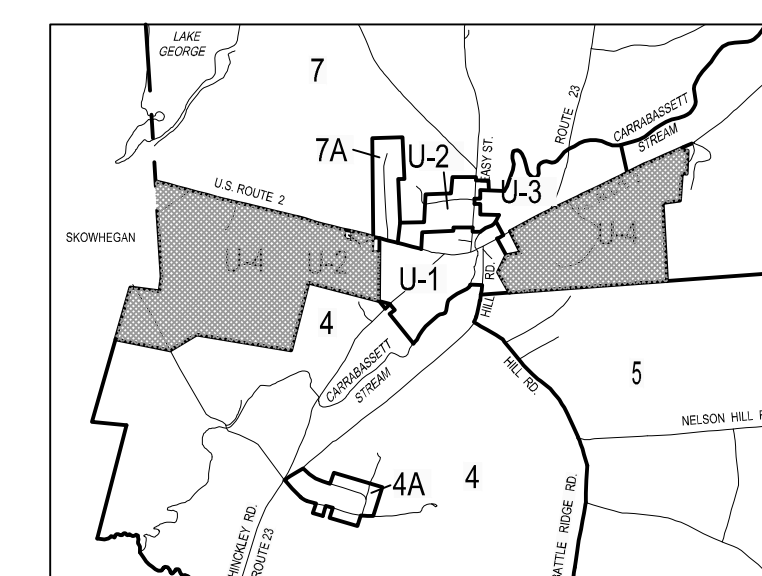 LAKE
GEORGE
7
ROUTE 23
CARRABASSETT
STREAM
7A
U-2
EASY ST.
U.S. ROUTE 2
U-3
SKOWHEGAN
U-4
U-2
U-4
U-1
HILL RD.
4
CARRABASSETT
STREAM
HILL RD.
5
NELSON HILL R
4A
4
HINCKLEY RD.
ROUTE 23
BATTLE RIDGE RD.